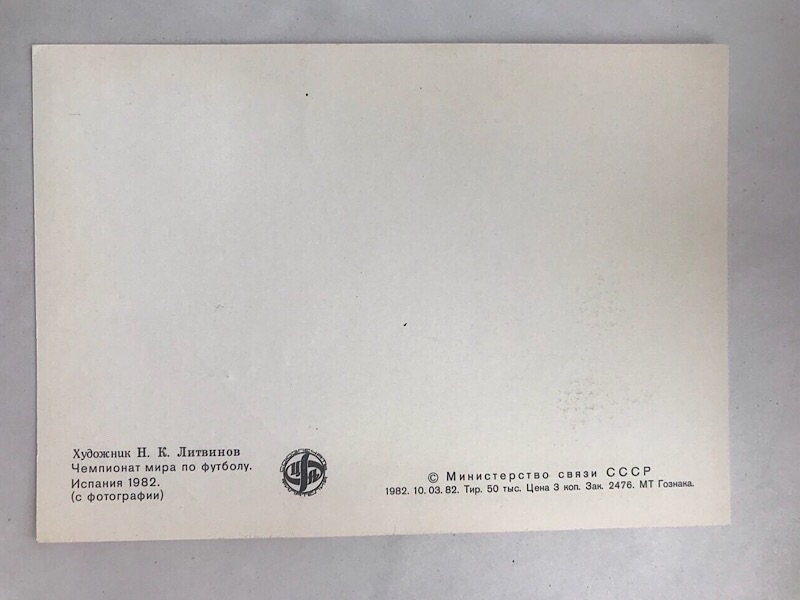 Художник Н. К. Литвинов
Чемпионат мира по футболу.
Испания 1982.
(с фотографии)
© Министерство связи СССР
1982. 10. 03. 82. Тир. 50 тыс. Цена 3 коп. Зак. 2476. МТ Гознака.